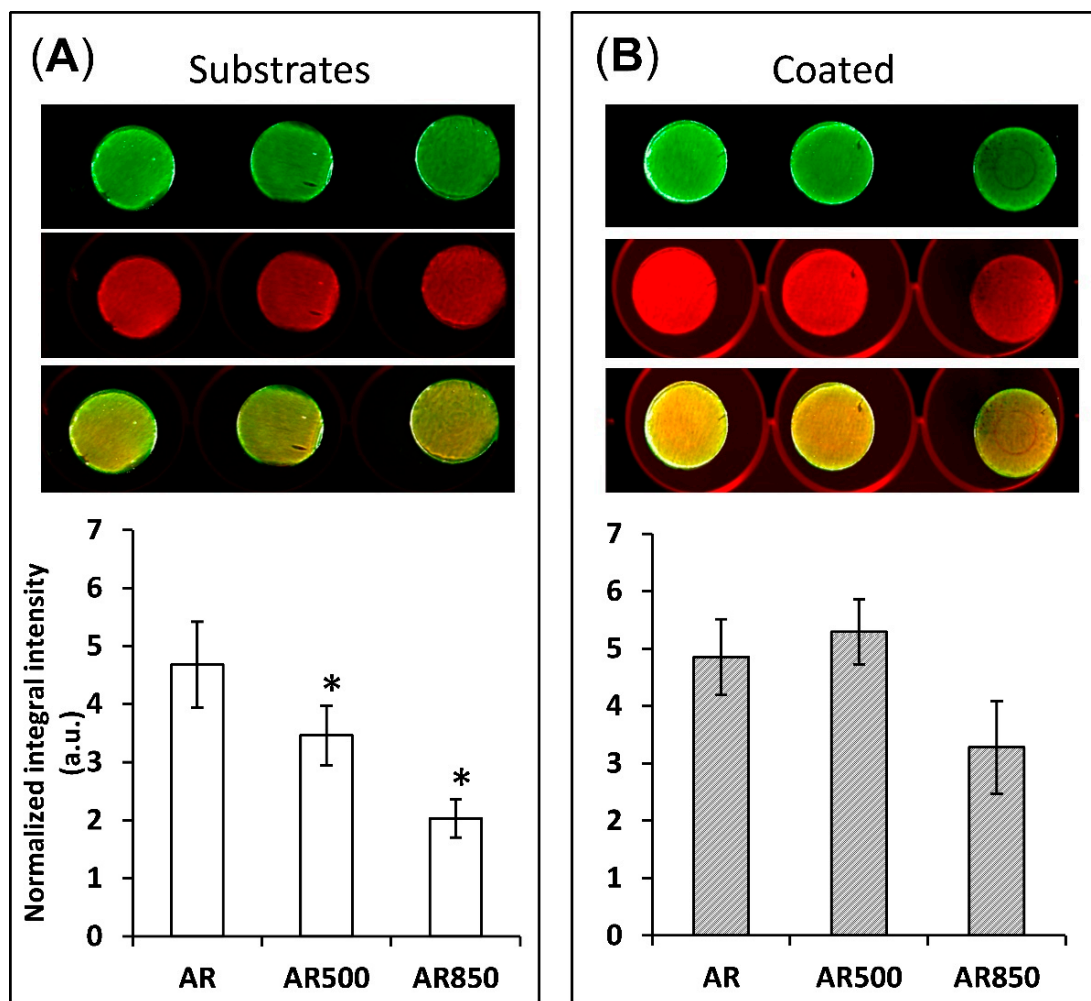 (A)
Substrates
7
6
5
4
3
2
1
0
Normalized integral intensity
(a.u.)
*
*
AR
AR500
AR850
(B)
Coated
7
6
5
4
3
2
1
0
AR
AR500
AR850